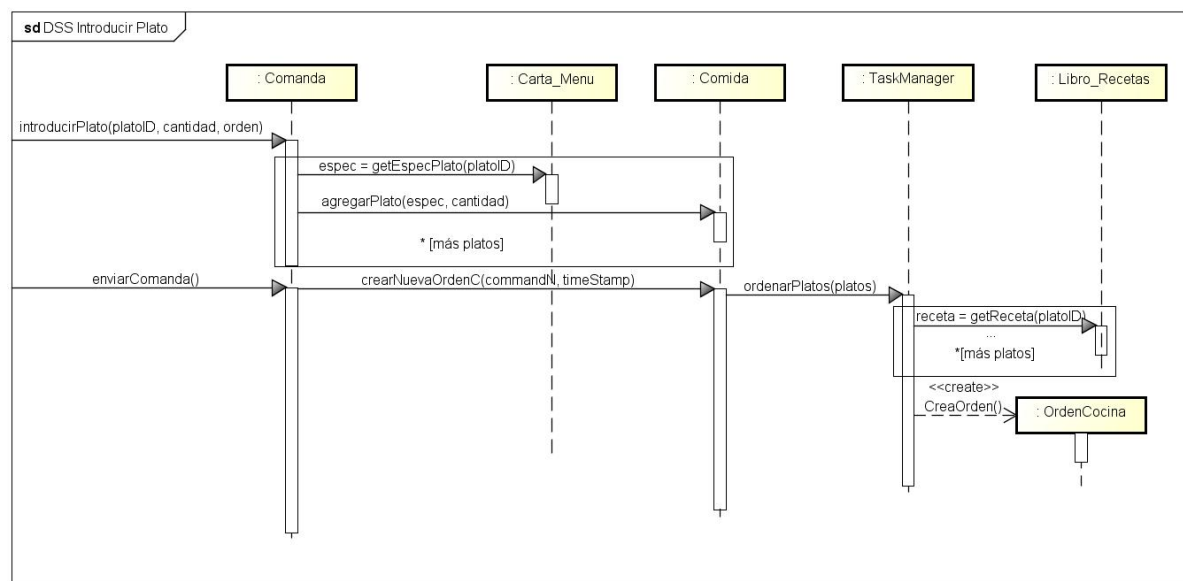 sd DSS Introducir Plato
: Comanda
: Carta_Menu
: Comida
: TaskManager
: Libro_Recetas
introducirPlato(platoID, cantidad, orden)
espec = getEspecPlato(platoID)
agregarPlato(espec, cantidad)
* [más platos]
enviarComanda()
crearNuevaOrdenC(commandN, timeStamp)
ordenarPlatos(platos)
receta = getReceta(platoID)
...
*[más platos]
<<create>>
CreaOrden()
: OrdenCocina